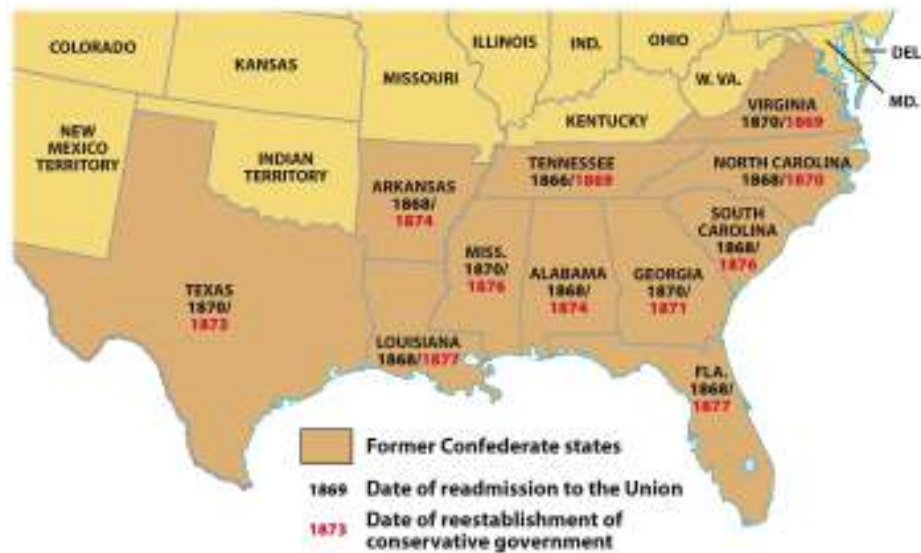 COLORADO
KANSAS
MISSOURI
ILLINOIS
IND.
OHIO
W. VA.
DEL.
MD.
KENTUCKY
VIRGINIA
1870/1869
NEW
MEXICO
TERRITORY
INDIAN
TERRITORY
ARKANSAS
1868/
1874
TENNESSEE
1866/1869
NORTH CAROLINA
1868/1870
SOUTH
CAROLINA
1868/
1876
TEXAS
1870/
1873
MISS.
1870/
1876
ALABAMA
1868/
1874
GEORGIA
1870/
1871
LOUISIANA
1868/1877
FLA.
1868/
1877
Former Confederate states
1869 Date of readmission to the Union
1873 Date of reestablishment of
conservative government